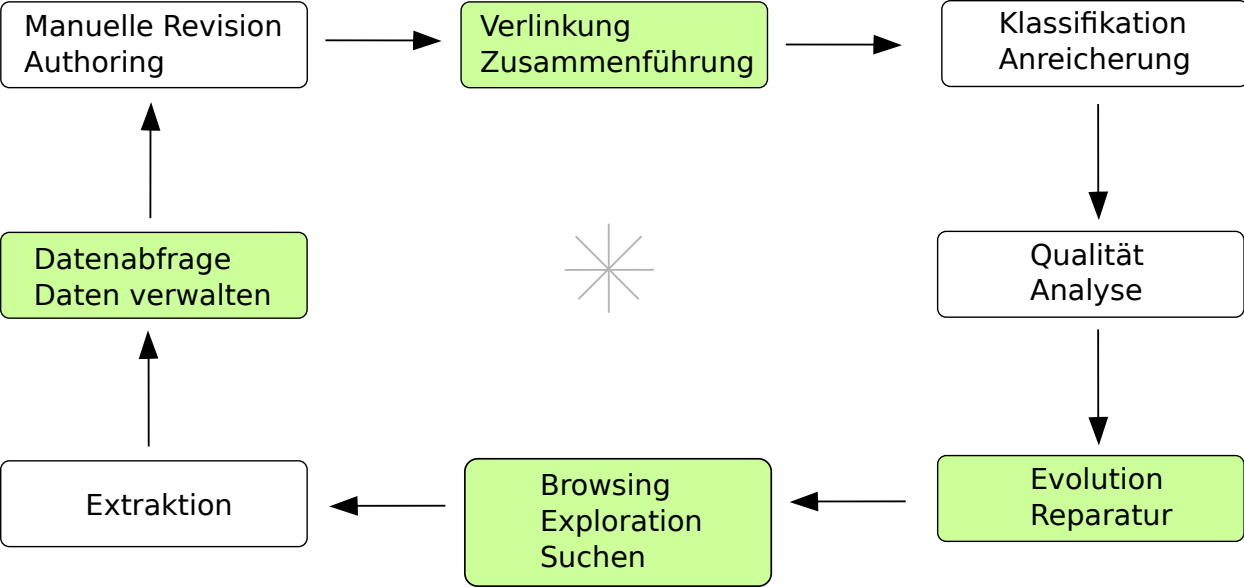 Manuelle Revision
Authoring
Verlinkung
Zusammenführung
Klassifikation
Anreicherung
Datenabfrage
Daten verwalten
Qualität
Analyse
Extraktion
Browsing
Exploration
Suchen
Evolution
Reparatur